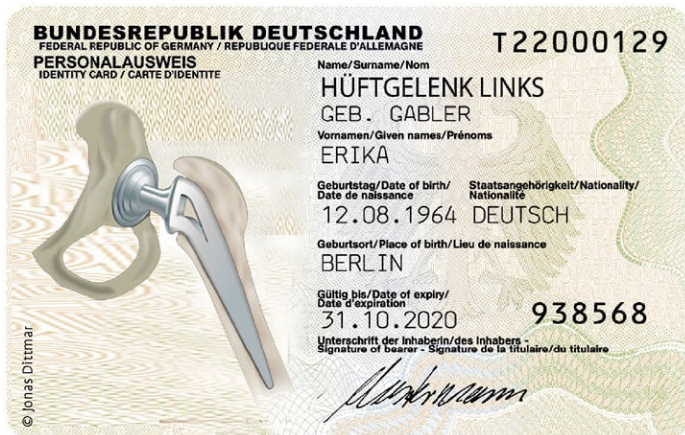 BUNDESREPUBLIK DEUTSCHLAND
FEDERAL REPUBLIC OF GERMANY / REPUBLIQUE FEDERALE D'ALLEMAGNE
PERSONALAUSWEIS
IDENTITY CARD / CARTE D'IDENTITE
T22000129
Name/Surname/Nom
HÜFTGELENK LINKS
GEB. GABLER
Vornamen/Given names/Prénoms
ERIKA
Geburtstag/Date of birth/
Date de naissance
Staatsangehörigkeit/Nationality/
Nationalité
12.08.1964 DEUTSCH
Geburtsort/Place of birth/Lieu de naissance
BERLIN
Gültig bis/Date of expiry/
Date d'expiration
31.10.2020
938568
Unterschrift der Inhaberin/des Inhabers -
Signature of bearer - Signature de la titulaire/du titulaire
Mustermann
© Jonas Dittmar